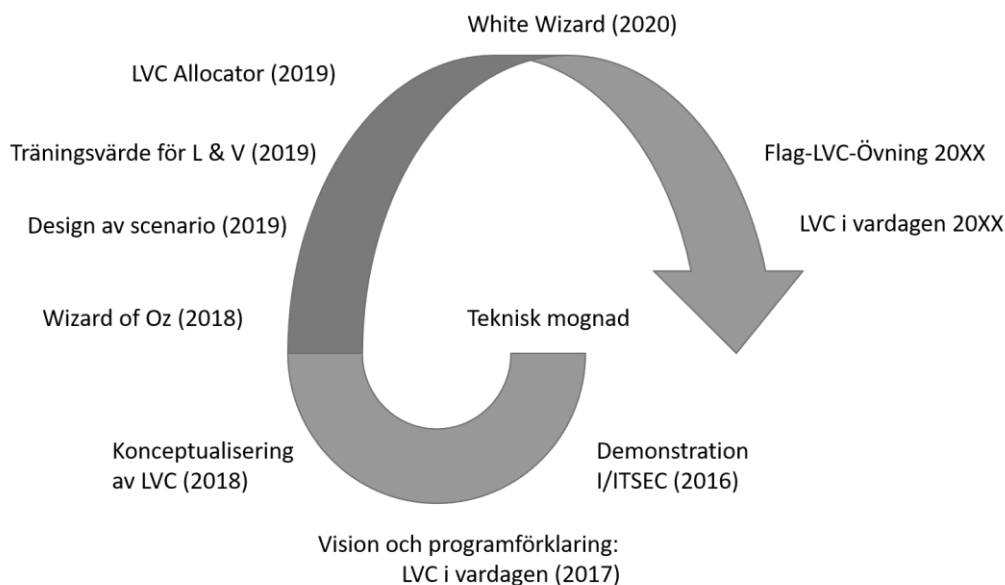 White Wizard (2020)
LVC Allocator (2019)
Träningsvärde för L & V (2019)
Flag-LVC-Övning 20XX
Design av scenario (2019)
LVC i vardagen 20XX
Wizard of Oz (2018)
Teknisk mognad
Konceptualisering
av LVC (2018)
Demonstration
I/ITSEC (2016)
Vision och programförklaring:
LVC i vardagen (2017)